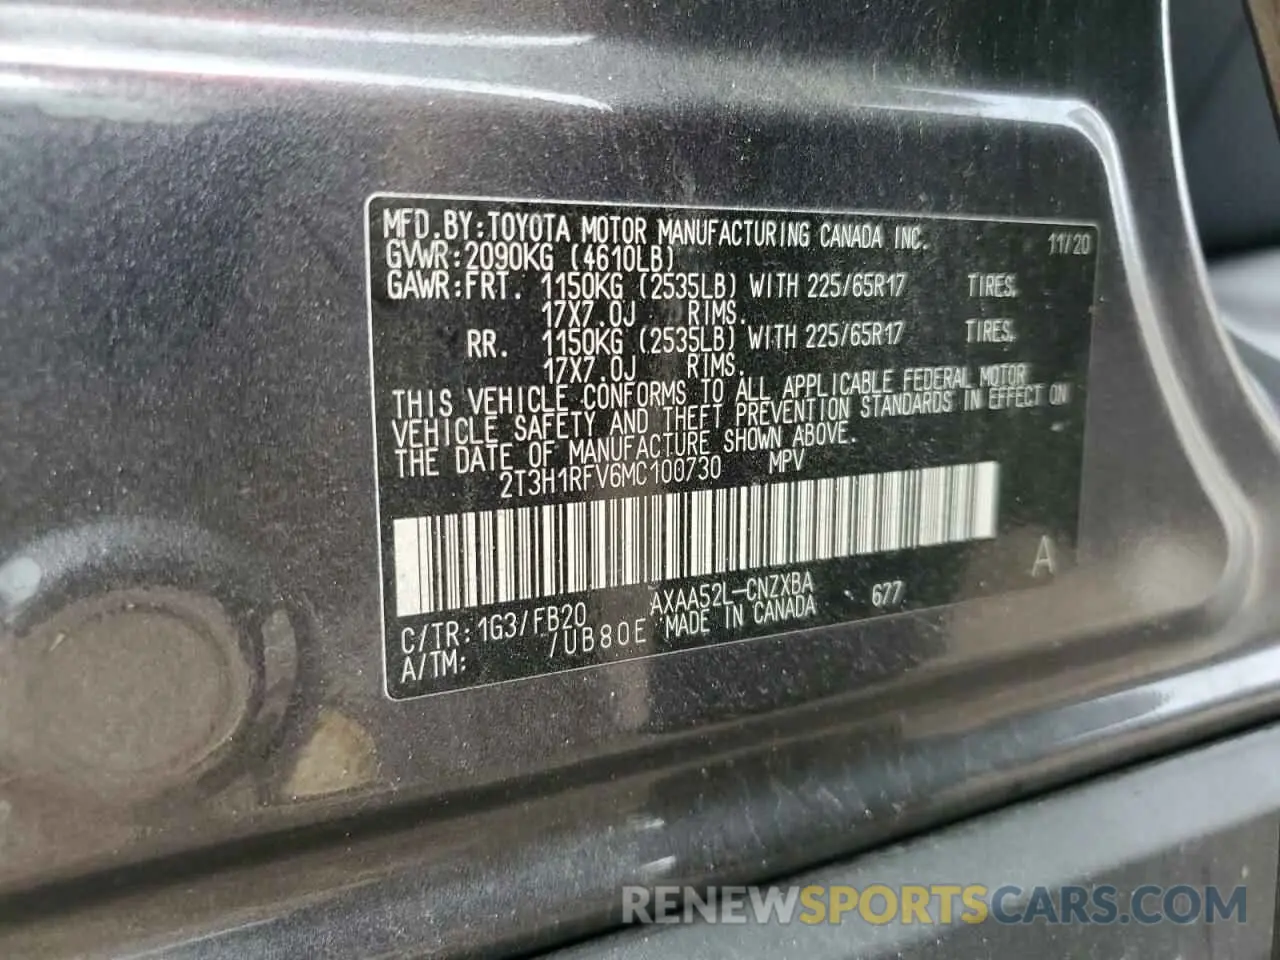 MFD.BY:TOYOTA MOTOR MANUFACTURING CANADA INC. 11/20
GVWR:2090KG (4610LB)
GAWR:FRT. 1150KG (2535LB) WITH 225/65R17 TIRES,
17X7.0J RIMS.
RR. 1150KG (2535LB) WITH 225/65R17 TIRES,
17X7.0J RIMS.
THIS VEHICLE CONFORMS TO ALL APPLICABLE FEDERAL MOTOR
VEHICLE SAFETY AND THEFT PREVENTION STANDARDS IN EFFECT ON
THE DATE OF MANUFACTURE SHOWN ABOVE.
2T3H1RFV6MC100730 MPV
A
C/TR:1G3/FB20 AXAA52L-CNZXBA 677
A/TM: /UB80E MADE IN CANADA
RENEWSPORTSCARS.COM